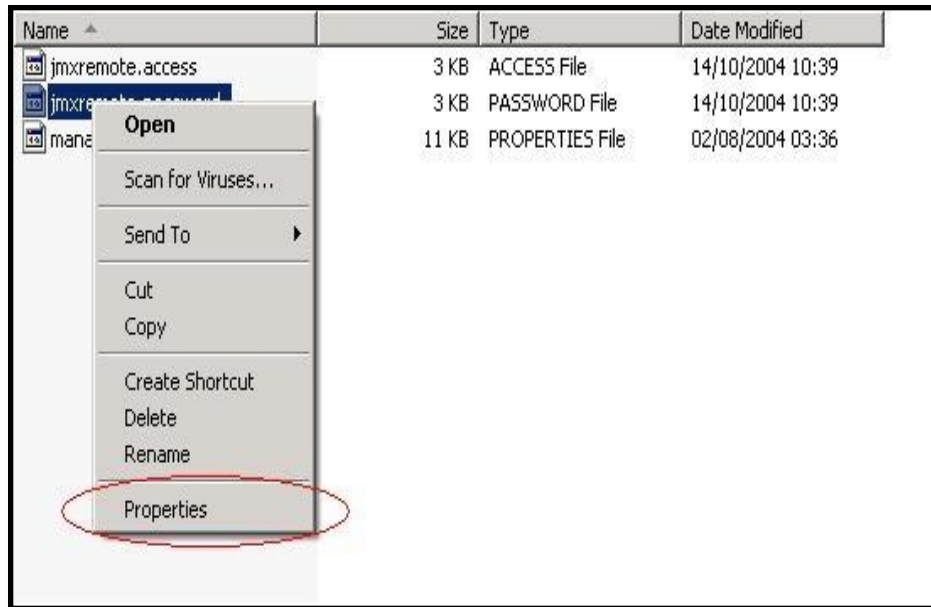 Name Size Type Date Modified
jmxremote.access 3 KB ACCESS File 14/10/2004 10:39
3 KB PASSWORD File 14/10/2004 10:39
11 KB PROPERTIES File 02/08/2004 03:36
Open
Scan for Viruses...
Send To
Cut
Copy
Create Shortcut
Delete
Rename
Properties